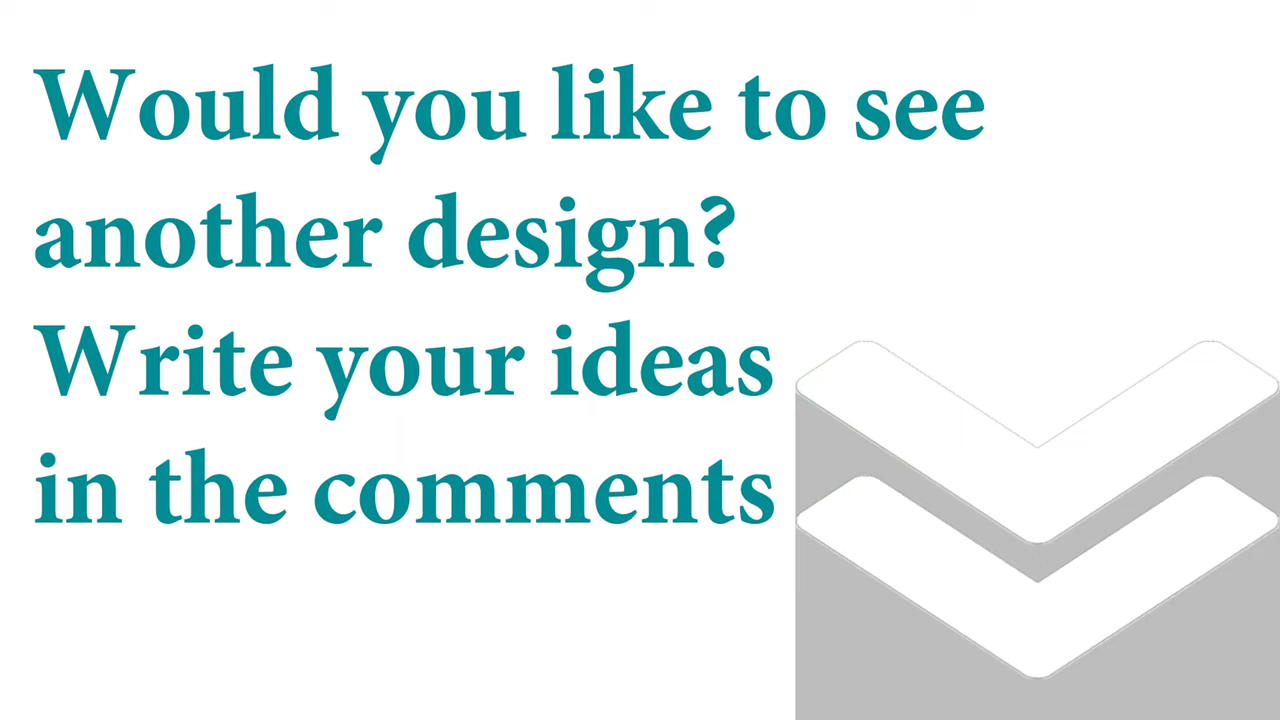 Would you like to see
another design?
Write your ideas
in the comments